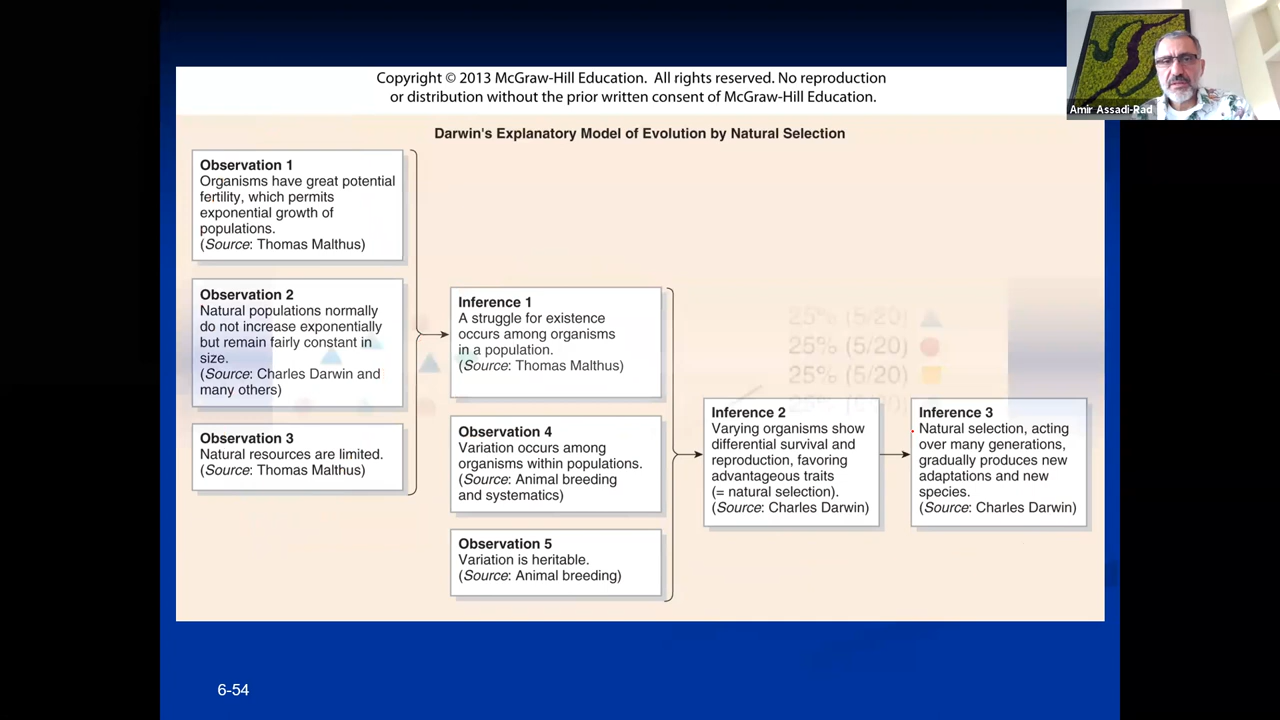 Copyright © 2013 McGraw-Hill Education. All rights reserved. No reproduction
or distribution without the prior written consent of McGraw-Hill Education.
Amir Assadi-Rad
Darwin's Explanatory Model of Evolution by Natural Selection
Observation 1
Organisms have great potential
fertility, which permits
exponential growth of
populations.
(Source: Thomas Malthus)
Observation 2
Natural populations normally
do not increase exponentially
but remain fairly constant in
size.
(Source: Charles Darwin and
many others)
Observation 3
Natural resources are limited.
(Source: Thomas Malthus)
Inference 1
A struggle for existence
occurs among organisms
in a population.
(Source: Thomas Malthus)
Observation 4
Variation occurs among
organisms within populations.
(Source: Animal breeding
and systematics)
Observation 5
Variation is heritable.
(Source: Animal breeding)
25% (5/20)
25% (5/20)
25% (5/20)
Inference 2
Varying organisms show
differential survival and
reproduction, favoring
advantageous traits
(= natural selection).
(Source: Charles Darwin)
Inference 3
Natural selection, acting
over many generations,
gradually produces new
adaptations and new
species.
(Source: Charles Darwin)
6-54